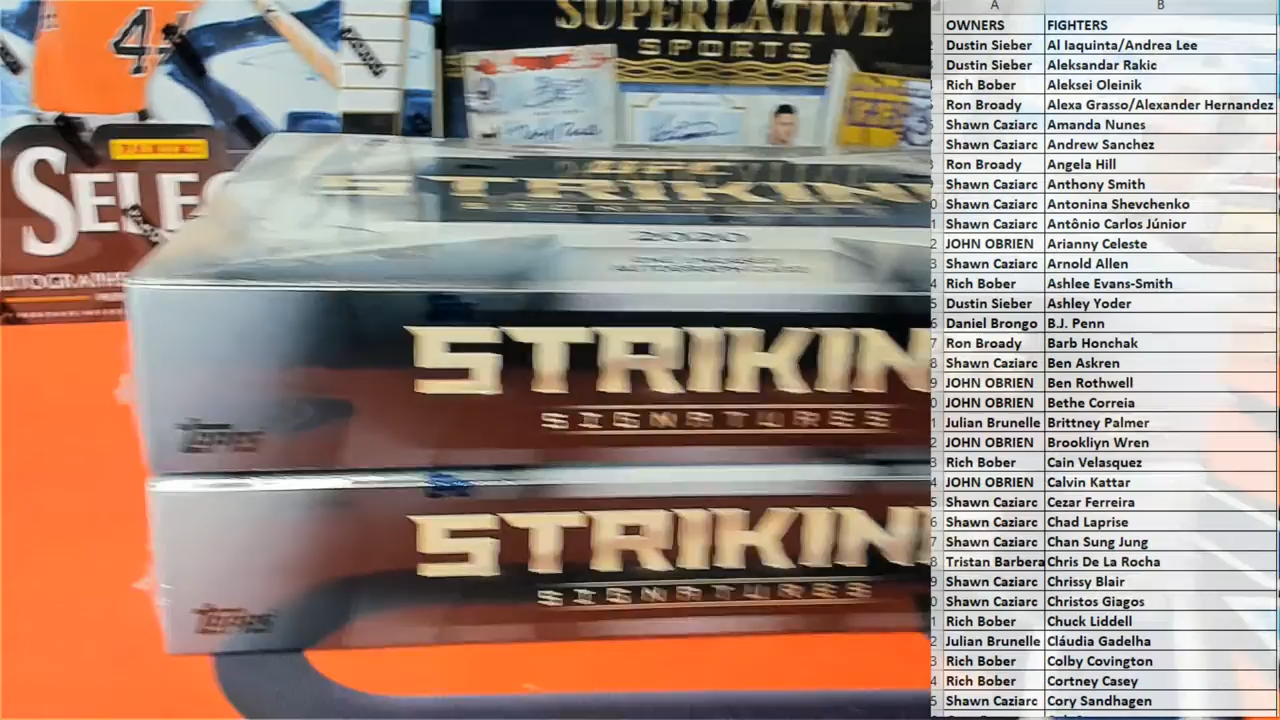 SUPERLATIVE
SPORTS
4
PANINI
SELE
STRIKIN
2020
STRIKIN
SIGNATURES
TOPPS
STRIKIN
SIGNATURES
TOPPS
A B
OWNERS FIGHTERS
Dustin Sieber Al Iaquinta/Andrea Lee
Dustin Sieber Aleksandar Rakic
Rich Bober Aleksei Oleinik
Ron Broady Alexa Grasso/Alexander Hernandez
Shawn Caziarc Amanda Nunes
Shawn Caziarc Andrew Sanchez
Ron Broady Angela Hill
Shawn Caziarc Anthony Smith
Shawn Caziarc Antonina Shevchenko
Shawn Caziarc Antônio Carlos Júnior
JOHN OBRIEN Arianny Celeste
Shawn Caziarc Arnold Allen
Rich Bober Ashlee Evans-Smith
Dustin Sieber Ashley Yoder
Daniel Brongo B.J. Penn
Ron Broady Barb Honchak
Shawn Caziarc Ben Askren
JOHN OBRIEN Ben Rothwell
JOHN OBRIEN Bethe Correia
Julian Brunelle Brittney Palmer
JOHN OBRIEN Brookliyn Wren
Rich Bober Cain Velasquez
JOHN OBRIEN Calvin Kattar
Shawn Caziarc Cezar Ferreira
Shawn Caziarc Chad Laprise
Shawn Caziarc Chan Sung Jung
Tristan Barbera Chris De La Rocha
Shawn Caziarc Chrissy Blair
Shawn Caziarc Christos Giagos
Rich Bober Chuck Liddell
Julian Brunelle Cláudia Gadelha
Rich Bober Colby Covington
Rich Bober Cortney Casey
Shawn Caziarc Cory Sandhagen